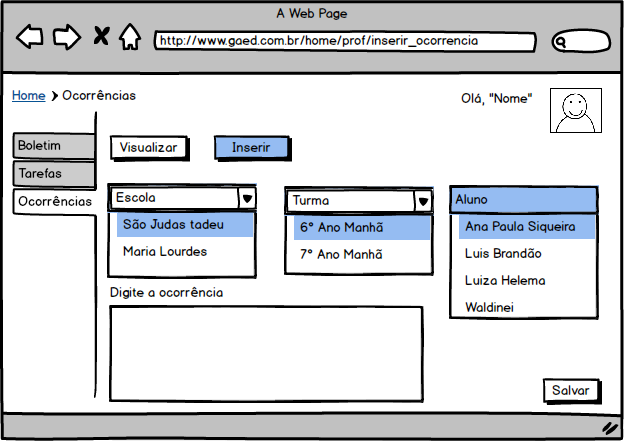 A Web Page
http://www.gaed.com.br/home/prof/inserir_ocorrencia
Home > Ocorrências
Olá, "Nome"
Boletim
Tarefas
Ocorrências
Visualizar
Inserir
Escola
São Judas tadeu
Maria Lourdes
Turma
6° Ano Manhã
7° Ano Manhã
Aluno
Ana Paula Siqueira
Luis Brandão
Luiza Helema
Waldinei
Digite a ocorrência
Salvar